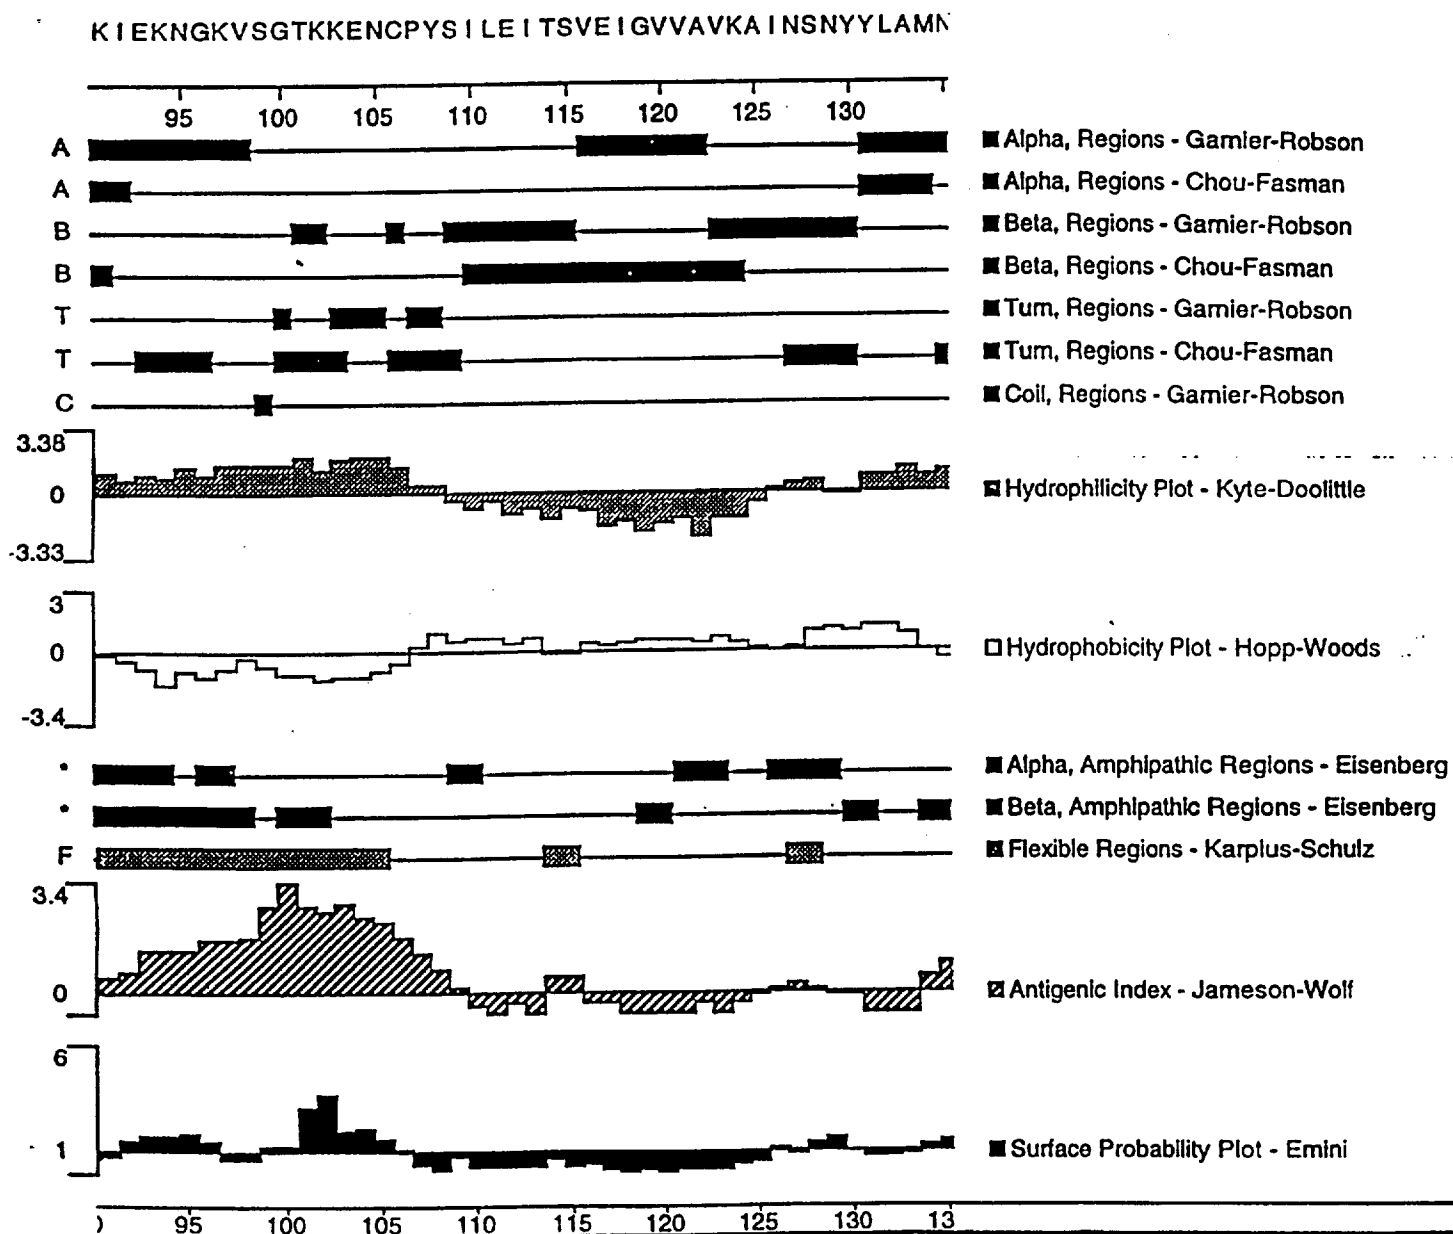 KIEKNGKVSGTKKENCPYSILEITSVEIGVVAVKAINSNYYLAMN
95 100 105 110 115 120 125 130
A Alpha, Regions - Garnier-Robson
A Alpha, Regions - Chou-Fasman
B Beta, Regions - Garnier-Robson
B Beta, Regions - Chou-Fasman
T Turn, Regions - Garnier-Robson
T Turn, Regions - Chou-Fasman
C Coil, Regions - Garnier-Robson
3.38
0 Hydrophilicity Plot - Kyte-Doolittle
-3.33
3
0 Hydrophobicity Plot - Hopp-Woods
-3.4
* Alpha, Amphipathic Regions - Eisenberg
* Beta, Amphipathic Regions - Eisenberg
F Flexible Regions - Karplus-Schulz
3.4
0 Antigenic Index - Jameson-Wolf
6
1 Surface Probability Plot - Emini
95 100 105 110 115 120 125 130 13